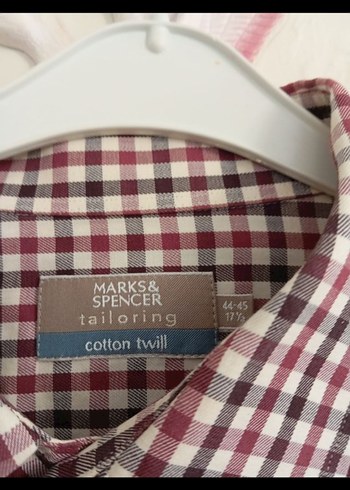 MARKS &
SPENCER
tailoring
cotton twill
44-45
17½